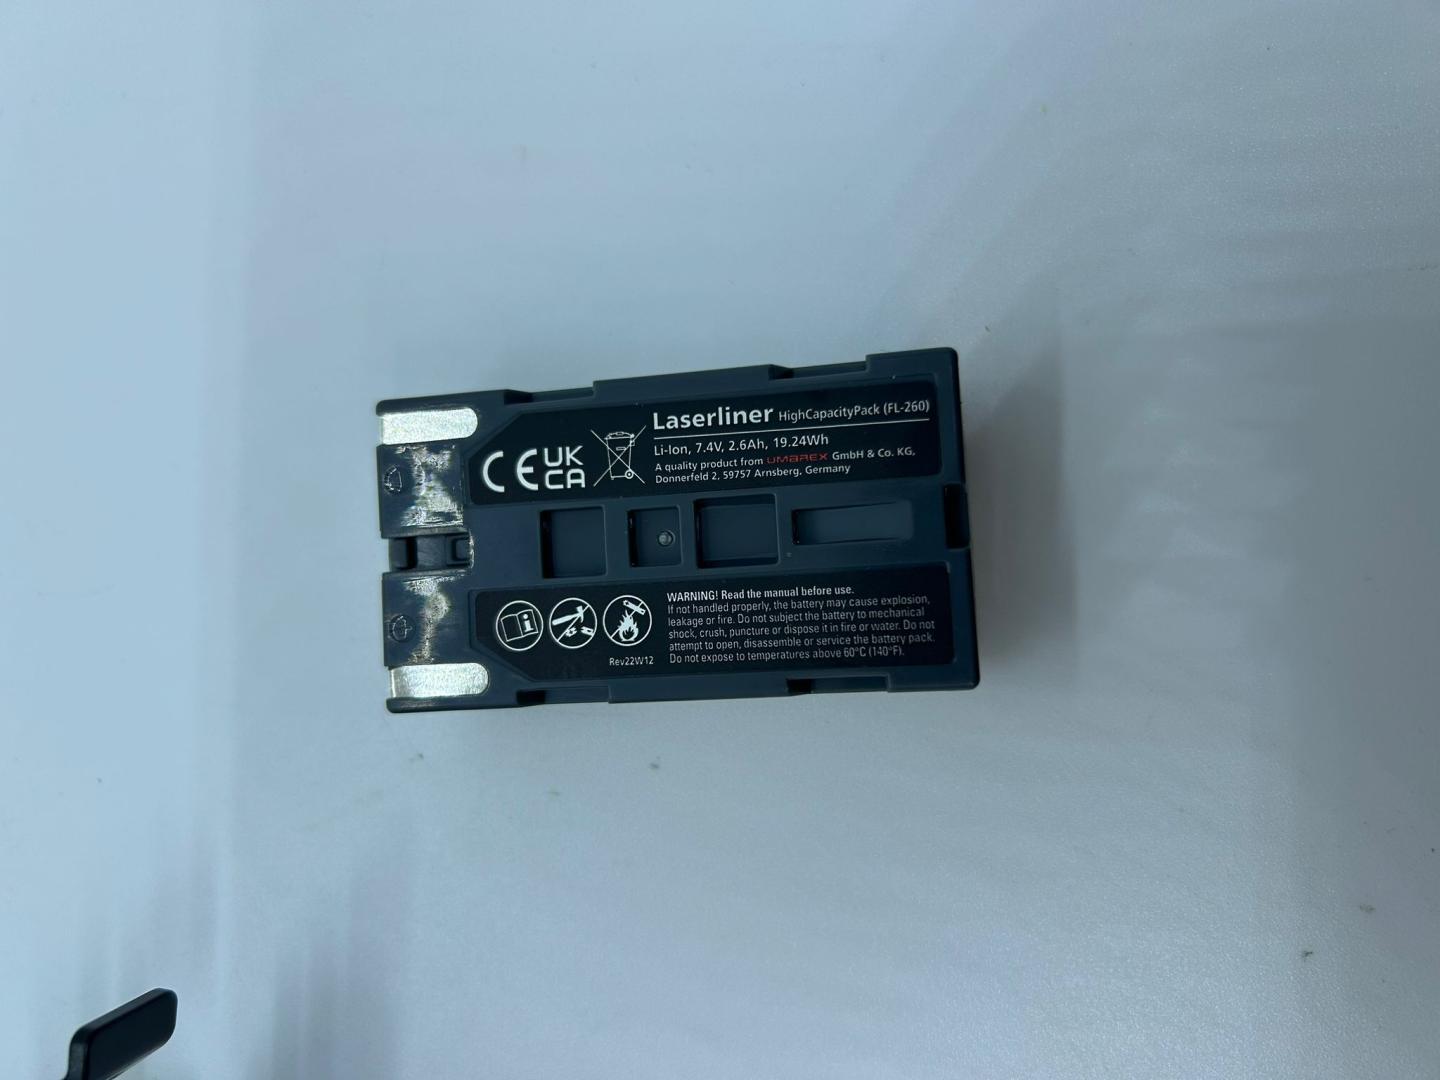 Laserliner HighCapacityPack (FL-260)
Li-Ion, 7.4V, 2.6Ah, 19.24Wh
A quality product from UMAREX GmbH & Co. KG,
Donnerfeld 2, 59757 Arnsberg, Germany
CE UK
CA
WARNING! Read the manual before use.
If not handled properly, the battery may cause explosion,
leakage or fire. Do not subject the battery to mechanical
shock, crush, puncture or dispose it in fire or water. Do not
attempt to open, disassemble or service the battery pack.
Do not expose to temperatures above 60°C (140°F).
Rev22W12